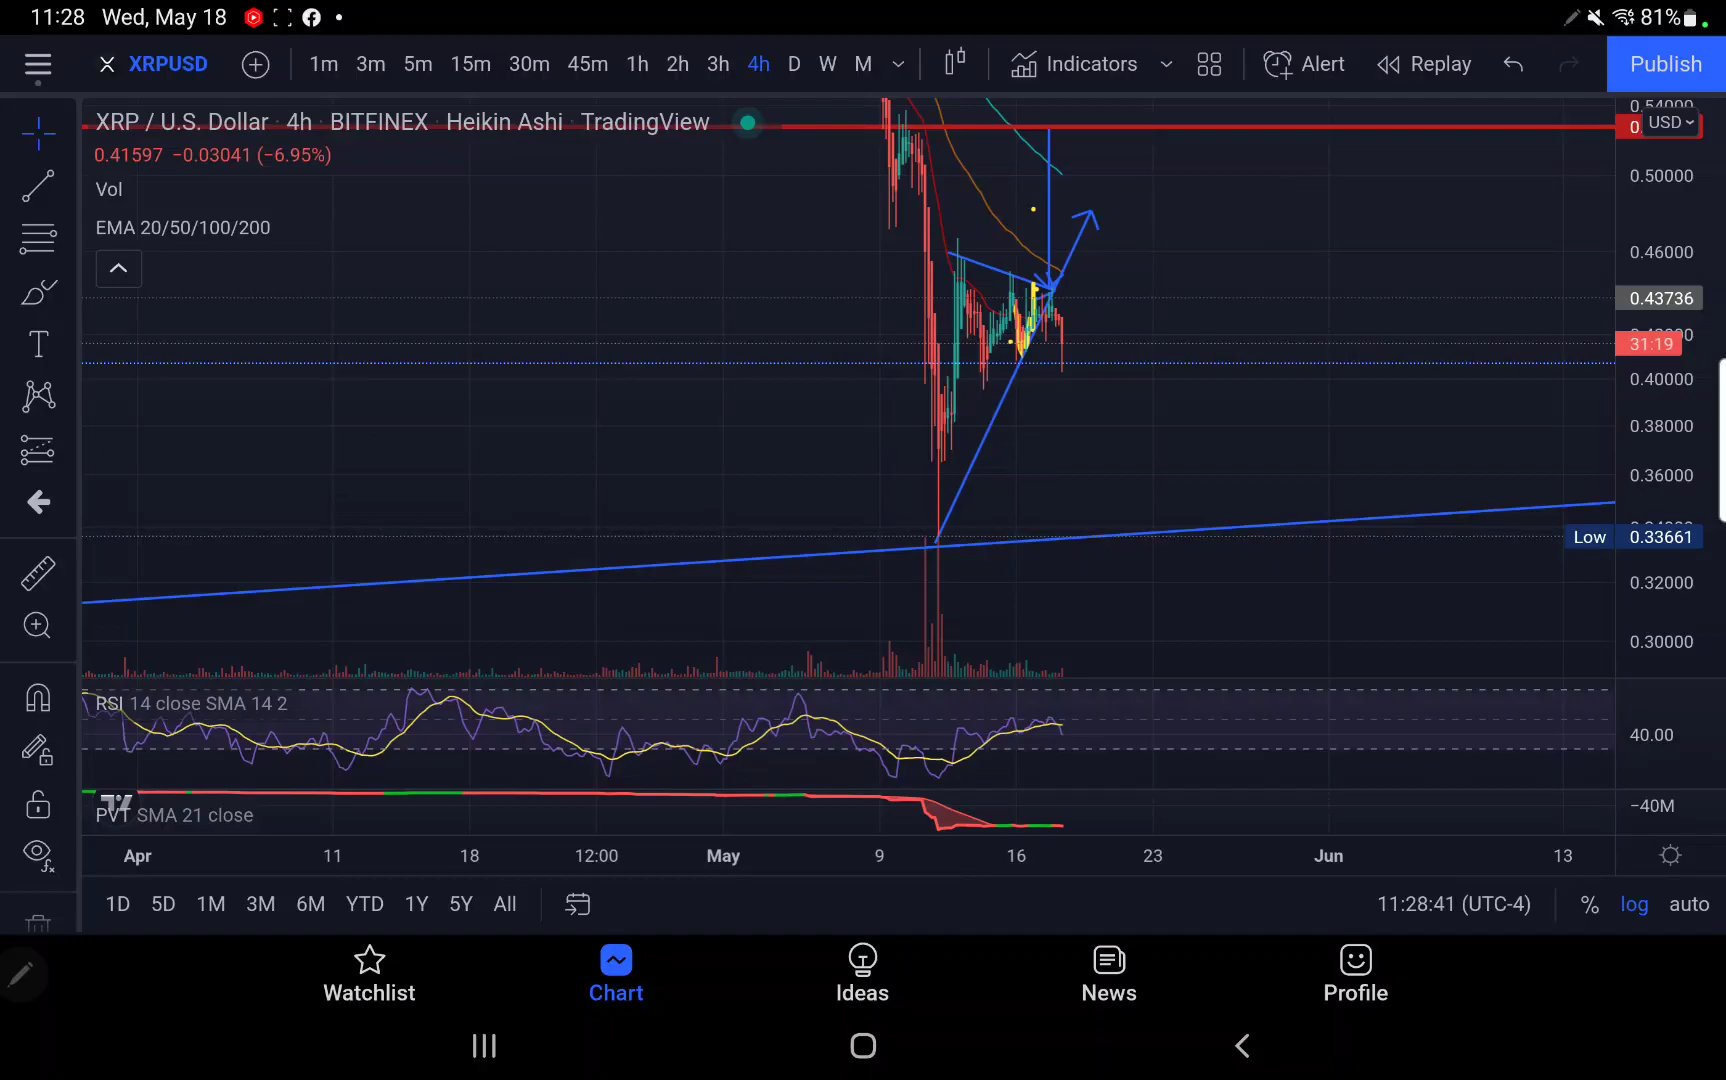 11:28 Wed, May 18 81%
XRPUSD 1m 3m 5m 15m 30m 45m 1h 2h 3h 4h D W M Indicators Alert Replay Publish
XRP / U.S. Dollar 4h BITFINEX Heikin Ashi TradingView
0.41597 −0.03041 (−6.95%)
Vol
EMA 20/50/100/200
USD
0.50000
0.46000
0.43736
31:19
0.40000
0.38000
0.36000
Low 0.33661
0.32000
0.30000
RSI 14 close SMA 14 2
40.00
−40M
PVT SMA 21 close
Apr 11 18 12:00 May 9 16 23 Jun 13
1D 5D 1M 3M 6M YTD 1Y 5Y All 11:28:41 (UTC-4) % log auto
Watchlist Chart Ideas News Profile